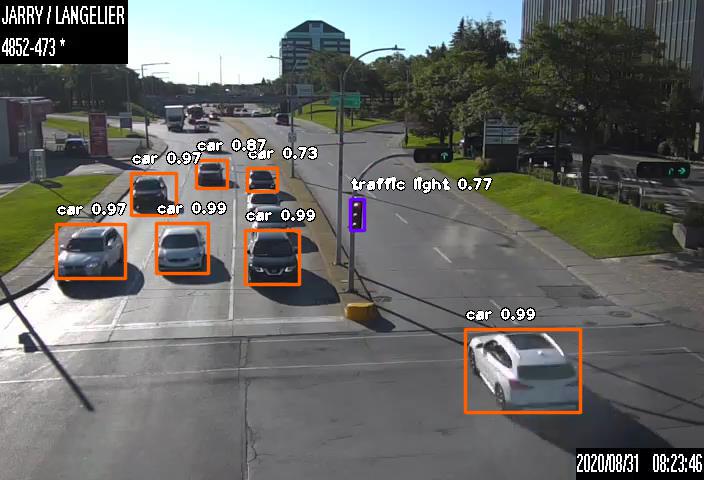 JARRY / LANGELIER
4852-473 *
car 0.87
car 0.97
car 0.73
traffic light 0.77
car 0.97
car 0.99
car 0.99
car 0.99
2020/08/31 08:23:46